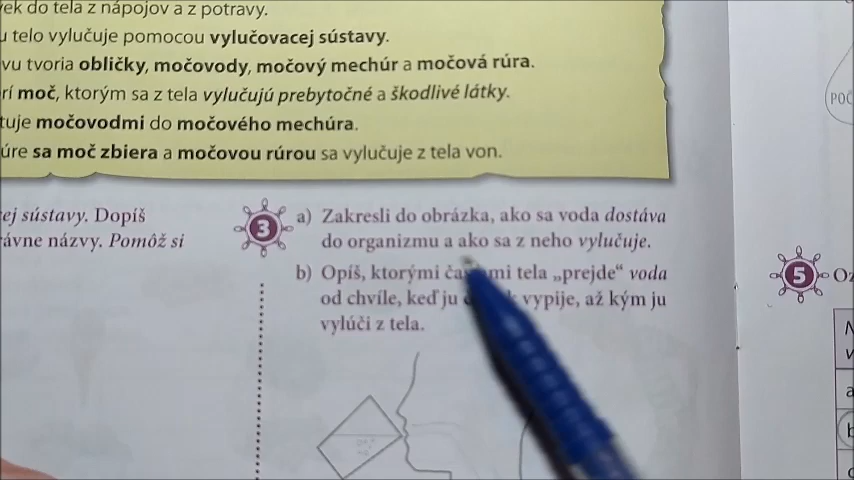 vek do tela z nápojov a z potravy.
u telo vylučuje pomocou vylučovacej sústavy.
vu tvoria obličky, močovody, močový mechúr a močová rúra.
rí moč, ktorým sa z tela vylučujú prebytočné a škodlivé látky.
tuje močovodmi do močového mechúra.
úre sa moč zbiera a močovou rúrou sa vylučuje z tela von.
ej sústavy. Dopíš
rávne názvy. Pomôž si
3
a) Zakresli do obrázka, ako sa voda dostáva
do organizmu a ako sa z neho vylučuje.
b) Opíš, ktorými tela „prejde“ voda
od chvíle, keď ju vypije, až kým ju
vylúči z tela.
POČ
5
Oz
N
v
a
b
c